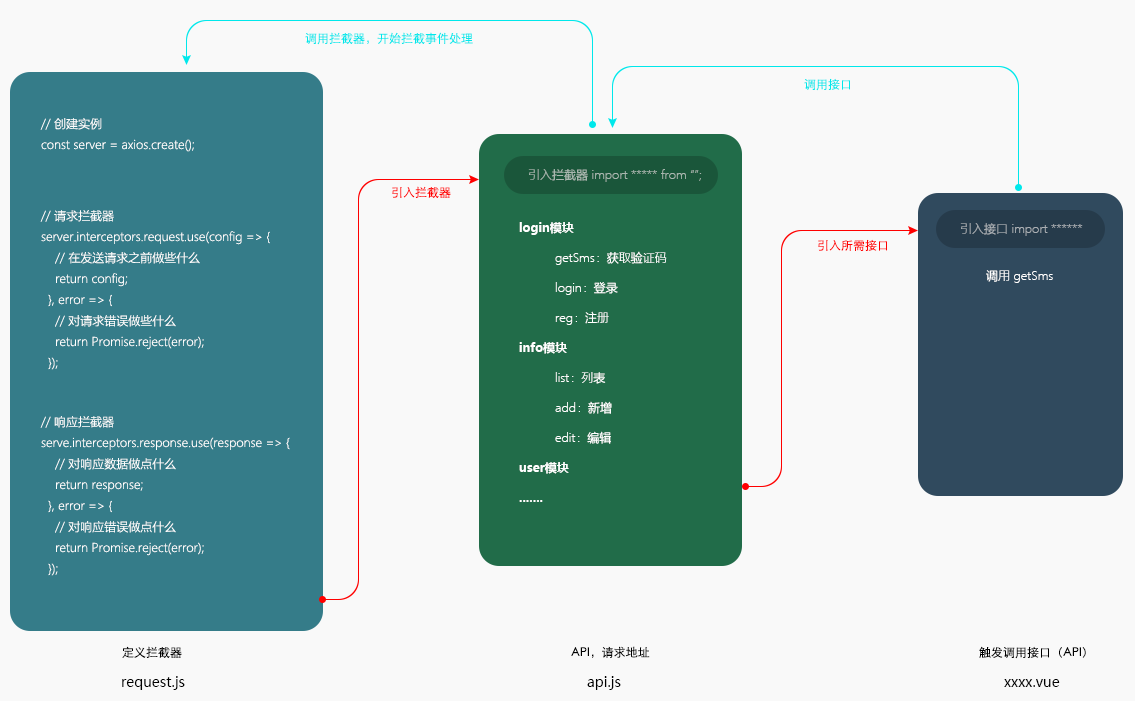 调用拦截器，开始拦截事件处理
调用接口
// 创建实例
const server = axios.create();
// 请求拦截器
server.interceptors.request.use(config => {
// 在发送请求之前做些什么
return config;
}, error => {
// 对请求错误做些什么
return Promise.reject(error);
});
// 响应拦截器
serve.interceptors.response.use(response => {
// 对响应数据做点什么
return response;
}, error => {
// 对响应错误做点什么
return Promise.reject(error);
});
引入拦截器
引入拦截器 import ***** from “”;
login模块
getSms：获取验证码
login：登录
reg：注册
info模块
list：列表
add：新增
edit：编辑
user模块
.......
引入所需接口
引入接口 import ******
调用 getSms
定义拦截器
request.js
API，请求地址
api.js
触发调用接口（API）
xxxx.vue